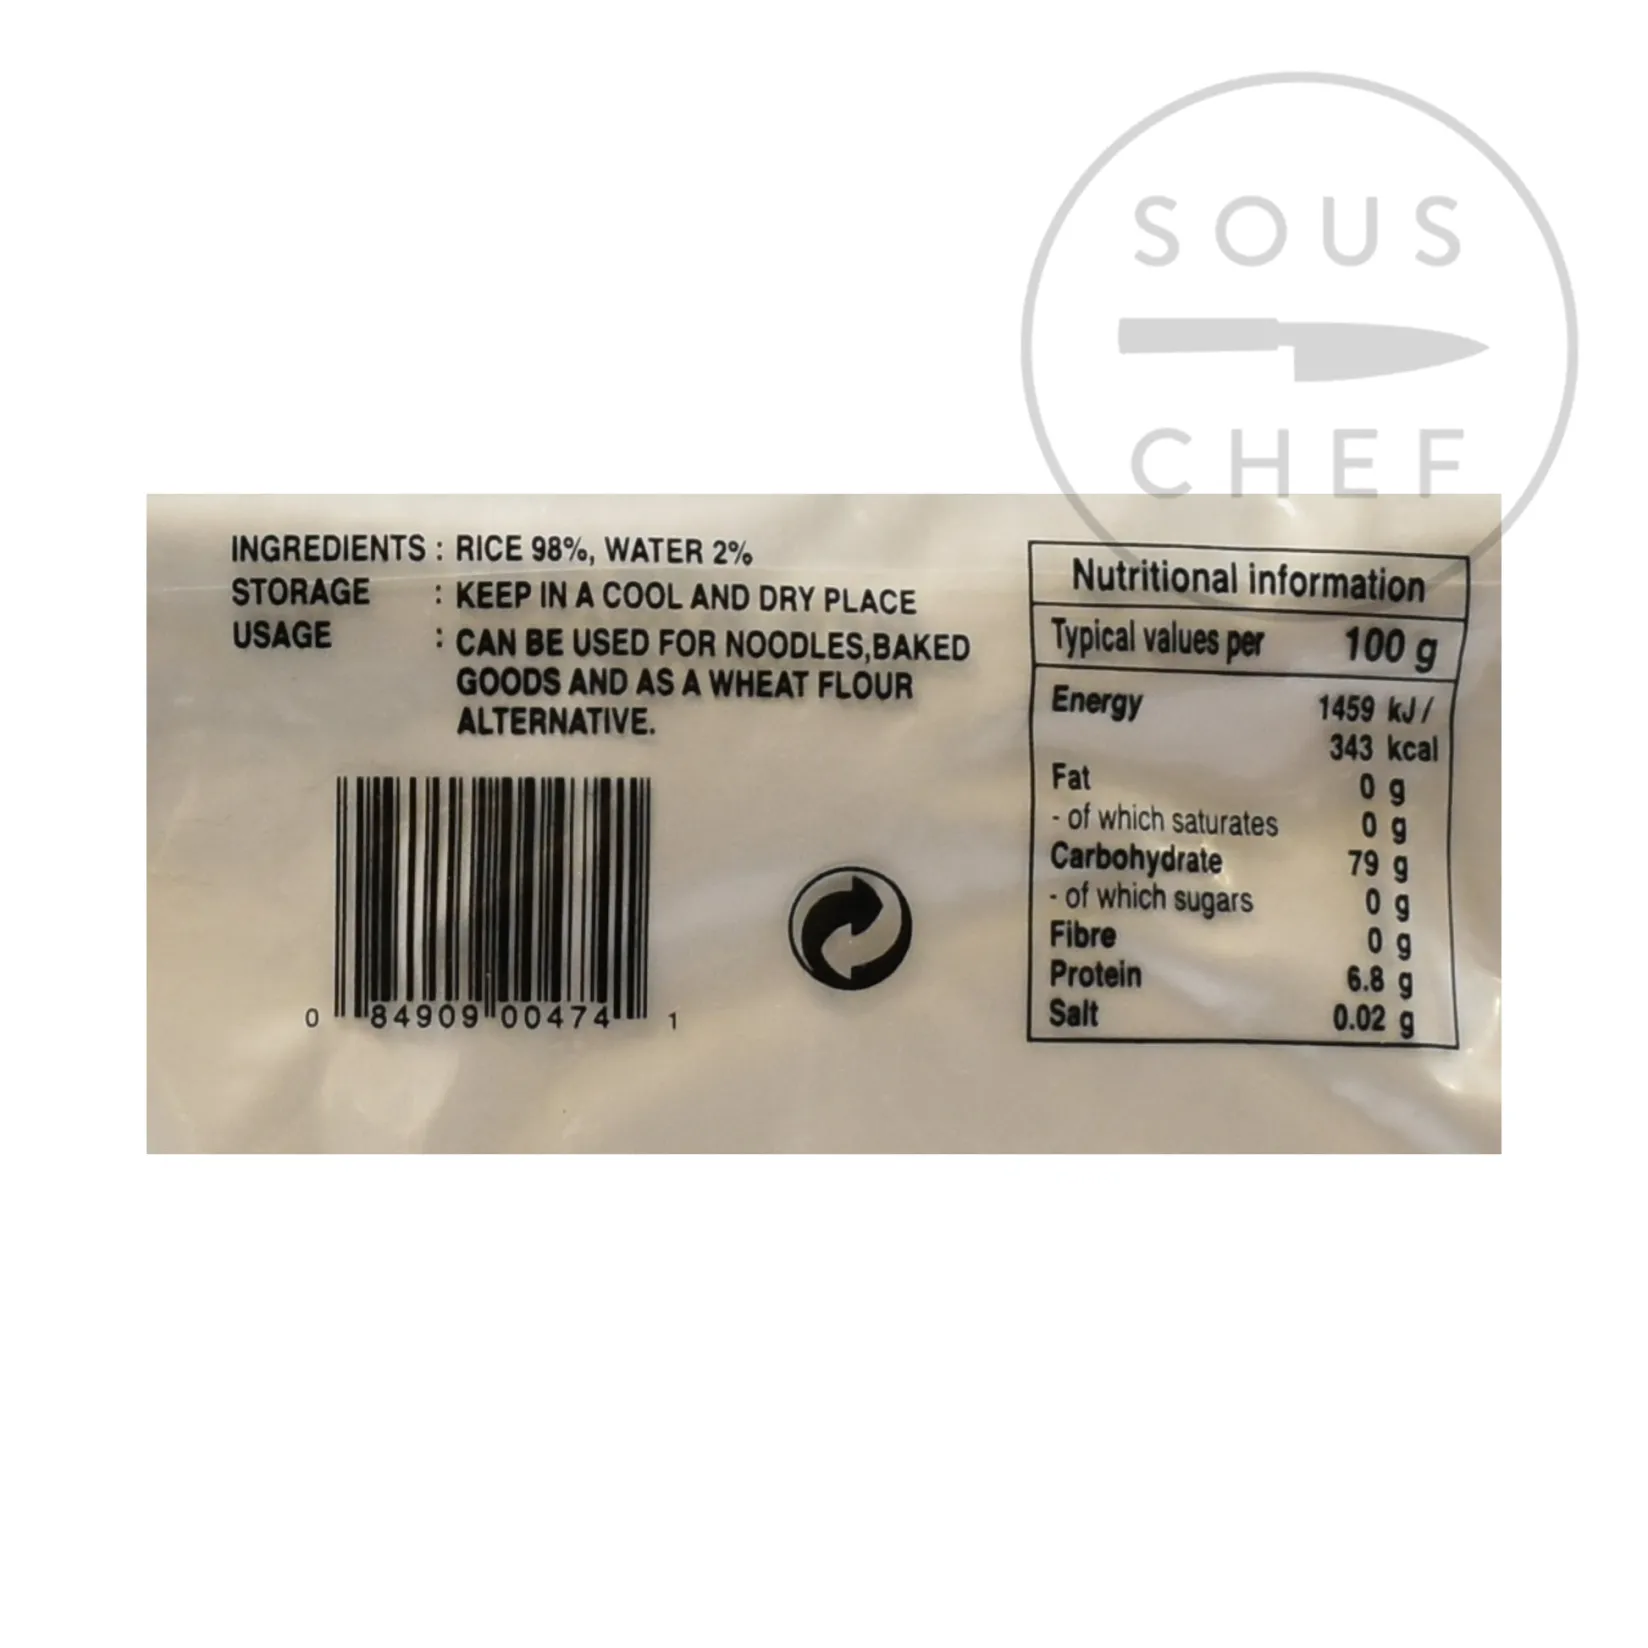 SOUS
CHEF
INGREDIENTS : RICE 98%, WATER 2%
STORAGE : KEEP IN A COOL AND DRY PLACE
USAGE : CAN BE USED FOR NOODLES,BAKED
GOODS AND AS A WHEAT FLOUR
ALTERNATIVE.
0 84909 00474 1
Nutritional information
Typical values per 100 g
Energy 1459 kJ /
343 kcal
Fat 0 g
- of which saturates 0 g
Carbohydrate 79 g
- of which sugars 0 g
Fibre 0 g
Protein 6.8 g
Salt 0.02 g